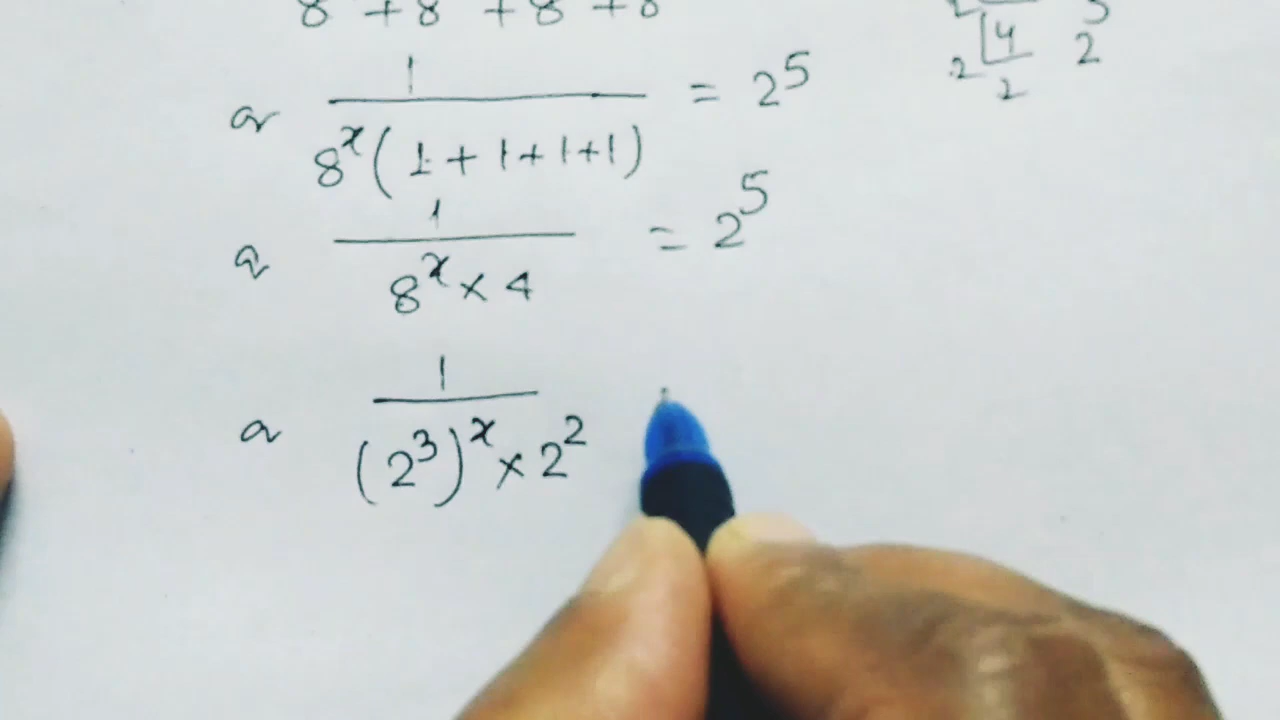 8 + 8 + 8 + 8
or 1/(8^x(1 + 1 + 1 + 1)) = 2^5
or 1/(8^x × 4) = 2^5
or 1/((2^3)^x × 2^2)
2 4 2
2